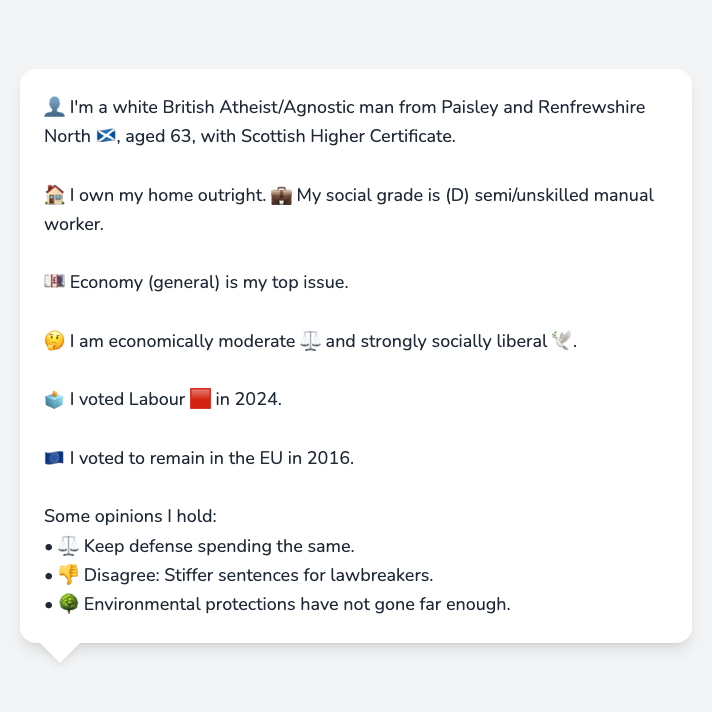 👤 I'm a white British Atheist/Agnostic man from Paisley and Renfrewshire
North 🏴󠁧󠁢󠁳󠁣󠁴󠁿, aged 63, with Scottish Higher Certificate.
🏠 I own my home outright. 💼 My social grade is (D) semi/unskilled manual
worker.
💷 Economy (general) is my top issue.
🤔 I am economically moderate ⚖️ and strongly socially liberal 🕊️.
🗳️ I voted Labour 🟥 in 2024.
🇪🇺 I voted to remain in the EU in 2016.
Some opinions I hold:
• ⚖️ Keep defense spending the same.
• 👎 Disagree: Stiffer sentences for lawbreakers.
• 🌳 Environmental protections have not gone far enough.